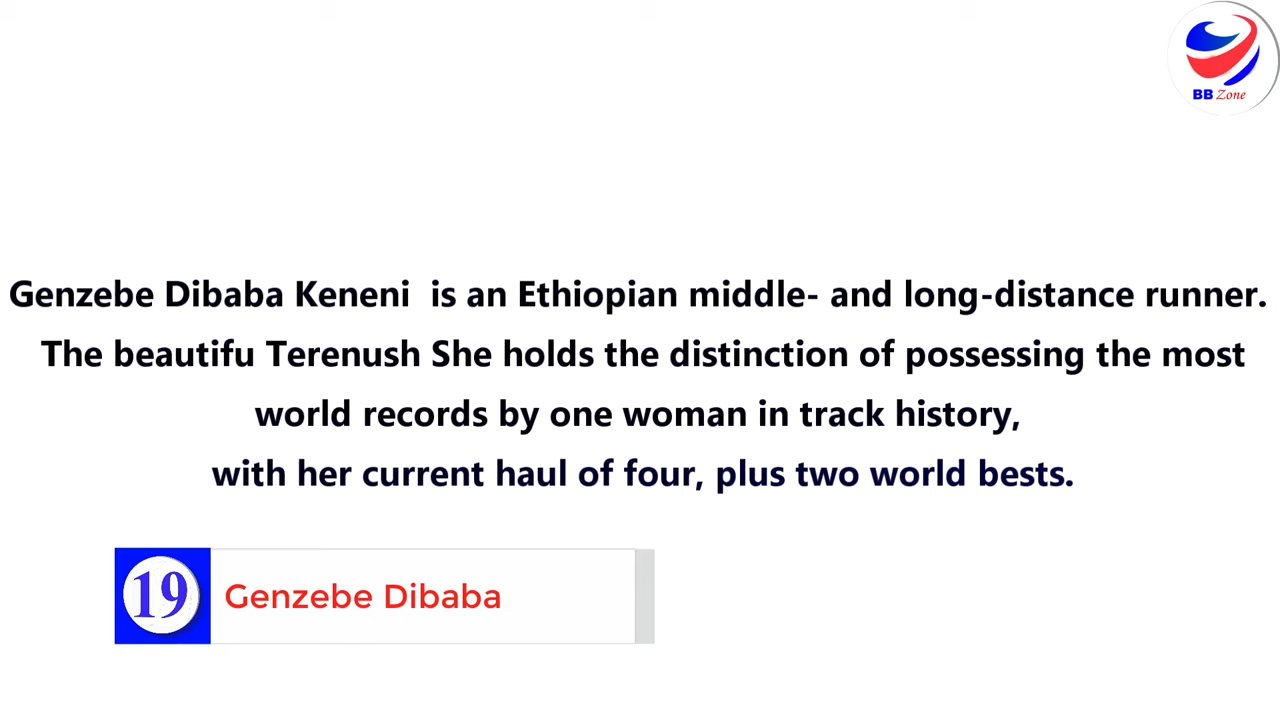 BB Zone
Genzebe Dibaba Keneni is an Ethiopian middle- and long-distance runner.
The beautifu Terenush She holds the distinction of possessing the most
world records by one woman in track history,
with her current haul of four, plus two world bests.
19 Genzebe Dibaba